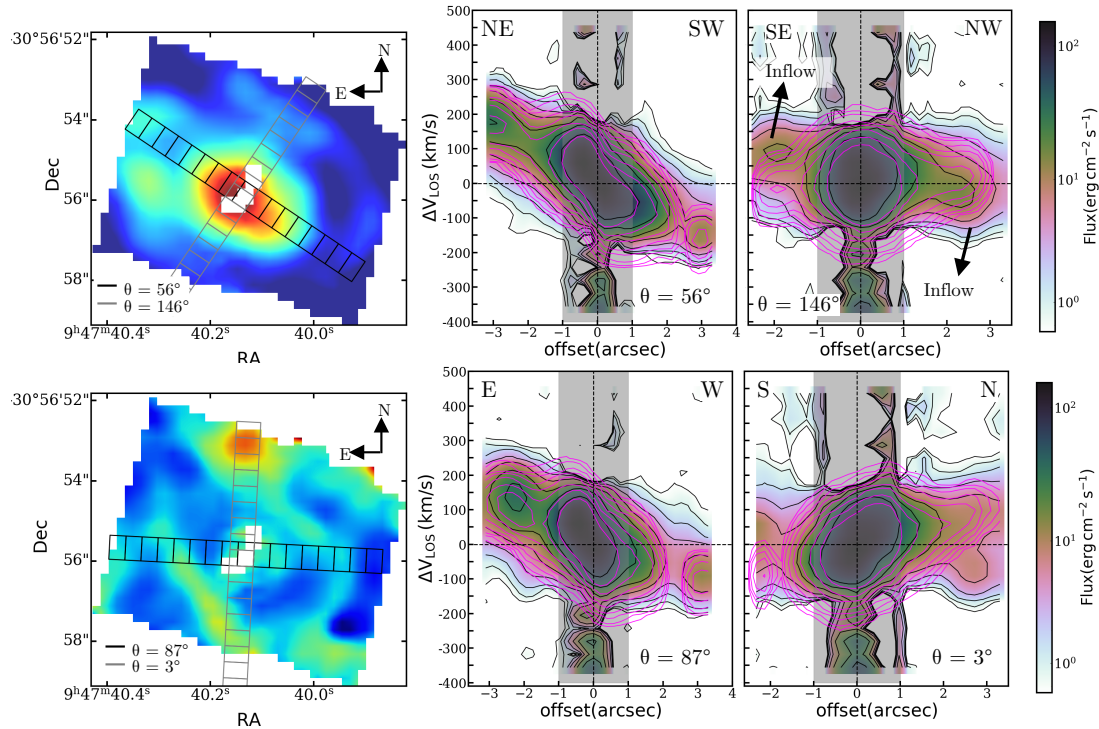 30°56'52"
54"
56"
58"
Dec
N
E
θ = 56°
θ = 146°
9ʰ47ᵐ40.4ˢ 40.2ˢ 40.0ˢ
RA
500
400
300
200
100
0
-100
-200
-300
-400
ΔV_LOS (km/s)
NE SW
θ = 56°
−3 −2 −1 0 1 2 3 4
offset(arcsec)
SE NW
Inflow
Inflow
θ = 146°
−2 −1 0 1 2 3
offset(arcsec)
10²
10¹
10⁰
Flux(erg cm⁻² s⁻¹)
30°56'52"
54"
56"
58"
Dec
N
E
θ = 87°
θ = 3°
9ʰ47ᵐ40.4ˢ 40.2ˢ 40.0ˢ
RA
500
400
300
200
100
0
-100
-200
-300
-400
ΔV_LOS (km/s)
E W
θ = 87°
−3 −2 −1 0 1 2 3 4
offset(arcsec)
S N
θ = 3°
−2 −1 0 1 2 3
offset(arcsec)
10²
10¹
10⁰
Flux(erg cm⁻² s⁻¹)